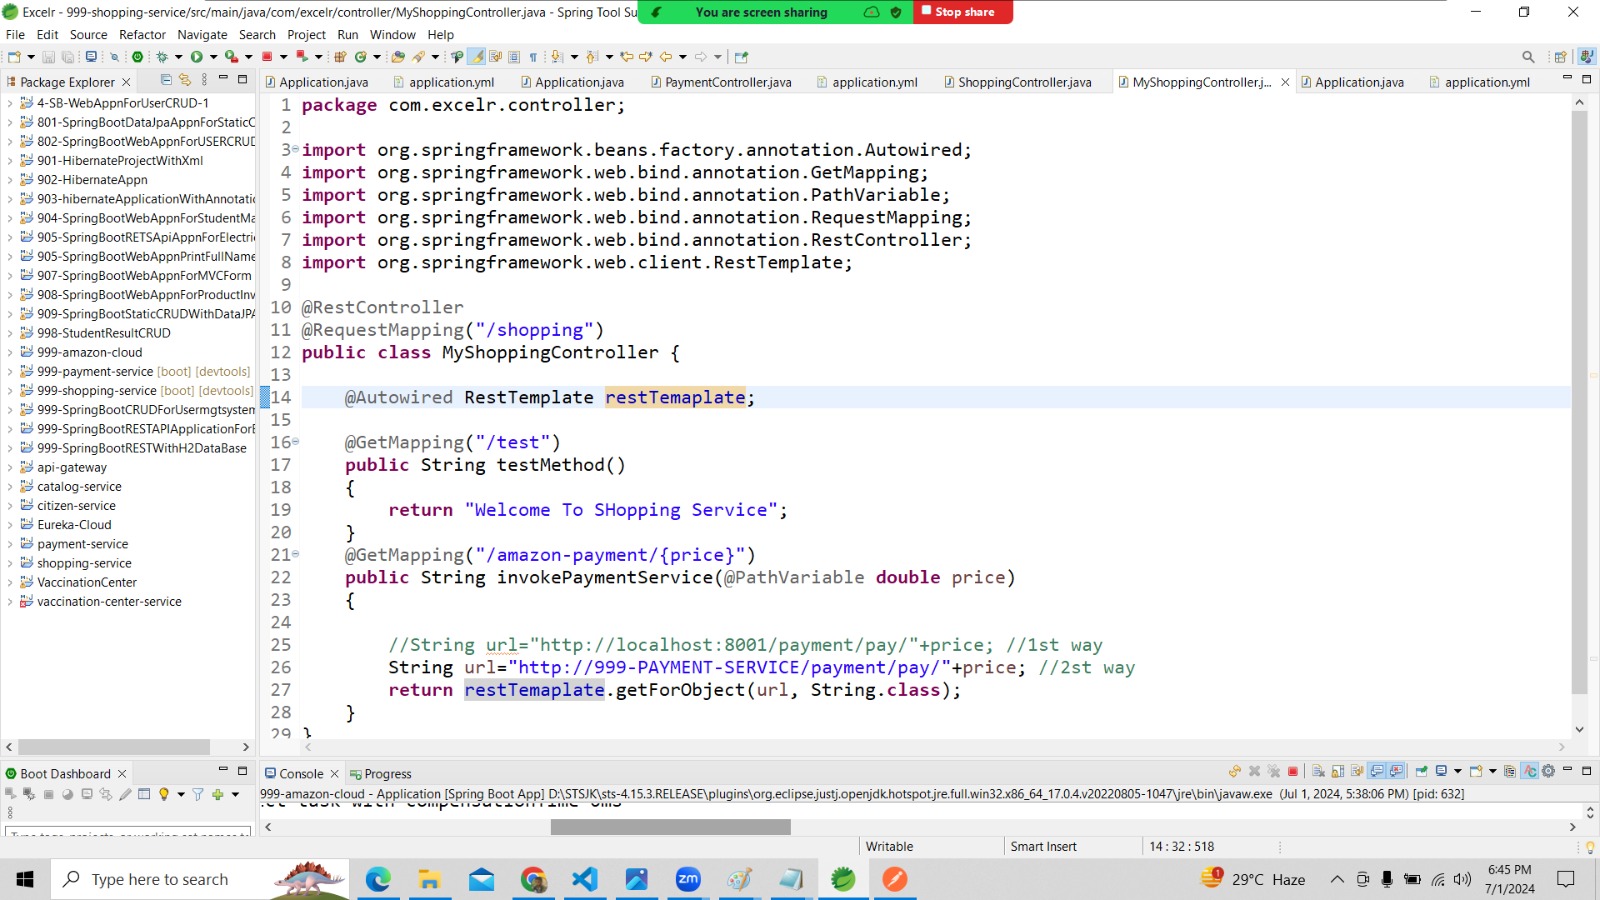 Excelr - 999-shopping-service/src/main/java/com/excelr/controller/MyShoppingController.java - Spring Tool Su
You are screen sharing
Stop share
File Edit Source Refactor Navigate Search Project Run Window Help
Package Explorer
Application.java application.yml Application.java PaymentController.java application.yml ShoppingController.java MyShoppingController.j... Application.java application.yml
4-SB-WebAppnForUserCRUD-1
801-SpringBootDataJpaAppnForStaticC
802-SpringBootWebAppnForUSERCRUD
901-HibernateProjectWithXml
902-HibernateAppn
903-hibernateApplicationWithAnnotatic
904-SpringBootWebAppnForStudentMa
905-SpringBootRETSApiAppnForElectri
905-SpringBootWebAppnPrintFullName
907-SpringBootWebAppnForMVCForm
908-SpringBootWebAppnForProductInv
909-SpringBootStaticCRUDWithDataJPA
998-StudentResultCRUD
999-amazon-cloud
999-payment-service [boot] [devtools]
999-shopping-service [boot] [devtools]
999-SpringBootCRUDForUsermgtsystem
999-SpringBootRESTAPIApplicationForE
999-SpringBootRESTWithH2DataBase
api-gateway
catalog-service
citizen-service
Eureka-Cloud
payment-service
shopping-service
VaccinationCenter
vaccination-center-service
1 package com.excelr.controller;
2
3 import org.springframework.beans.factory.annotation.Autowired;
4 import org.springframework.web.bind.annotation.GetMapping;
5 import org.springframework.web.bind.annotation.PathVariable;
6 import org.springframework.web.bind.annotation.RequestMapping;
7 import org.springframework.web.bind.annotation.RestController;
8 import org.springframework.web.client.RestTemplate;
9
10 @RestController
11 @RequestMapping("/shopping")
12 public class MyShoppingController {
13
14 @Autowired RestTemplate restTemaplate;
15
16 @GetMapping("/test")
17 public String testMethod()
18 {
19 return "Welcome To SHopping Service";
20 }
21 @GetMapping("/amazon-payment/{price}")
22 public String invokePaymentService(@PathVariable double price)
23 {
24
25 //String url="http://localhost:8001/payment/pay/"+price; //1st way
26 String url="http://999-PAYMENT-SERVICE/payment/pay/"+price; //2st way
27 return restTemaplate.getForObject(url, String.class);
28 }
29 }
Boot Dashboard
Console Progress
999-amazon-cloud - Application [Spring Boot App] D:\STSJK\sts-4.15.3.RELEASE\plugins\org.eclipse.justj.openjdk.hotspot.jre.full.win32.x86_64_17.0.4.v20220805-1047\jre\bin\javaw.exe (Jul 1, 2024, 5:38:06 PM) [pid: 632]
task with compensationTime 0ms
Writable Smart Insert 14 : 32 : 518
Type here to search
zm
1
29°C Haze
6:45 PM
7/1/2024